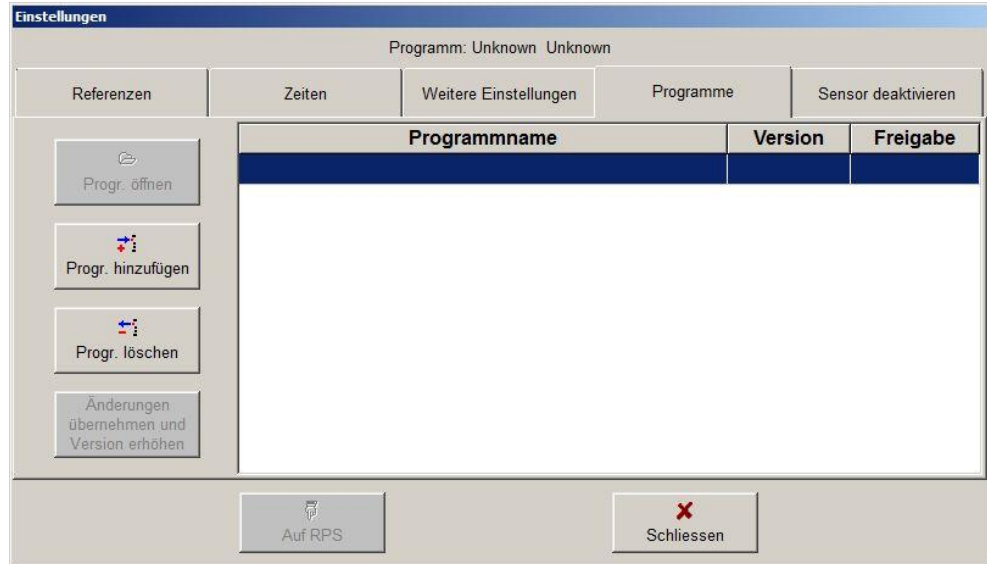 Einstellungen
Programm: Unknown Unknown
Referenzen
Zeiten
Weitere Einstellungen
Programme
Sensor deaktivieren
Programmname
Version
Freigabe
Progr. öffnen
Progr. hinzufügen
Progr. löschen
Änderungen
übernehmen und
Version erhöhen
Auf RPS
Schliessen